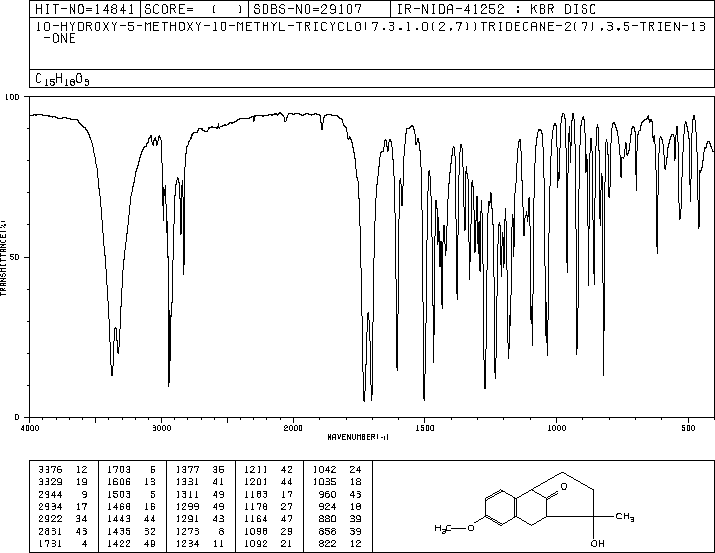 HIT-NO=14841 SCORE= ( ) SDBS-NO=29107 IR-NIDA-41252 : KBR DISC
10-HYDROXY-5-METHOXY-10-METHYL-TRICYCLO(7.3.1.0(2,7))TRIDECANE-2(7),3,5-TRIEN-13
-ONE
C15H18O3
100
50
0
TRANSMITTANCE(%)
4000 3000 2000 1500 1000 500
WAVENUMBER(-1)
3376 12 1703 6 1377 35 1211 42 1042 24
3329 19 1606 13 1331 41 1201 44 1035 18
2944 9 1503 5 1311 49 1183 17 960 43
2934 17 1468 16 1299 49 1178 27 924 18
2922 34 1443 44 1291 43 1164 47 880 39
2831 43 1435 32 1273 8 1098 29 858 39
1731 4 1422 49 1234 11 1092 21 822 12
O
CH3
H3C O
OH